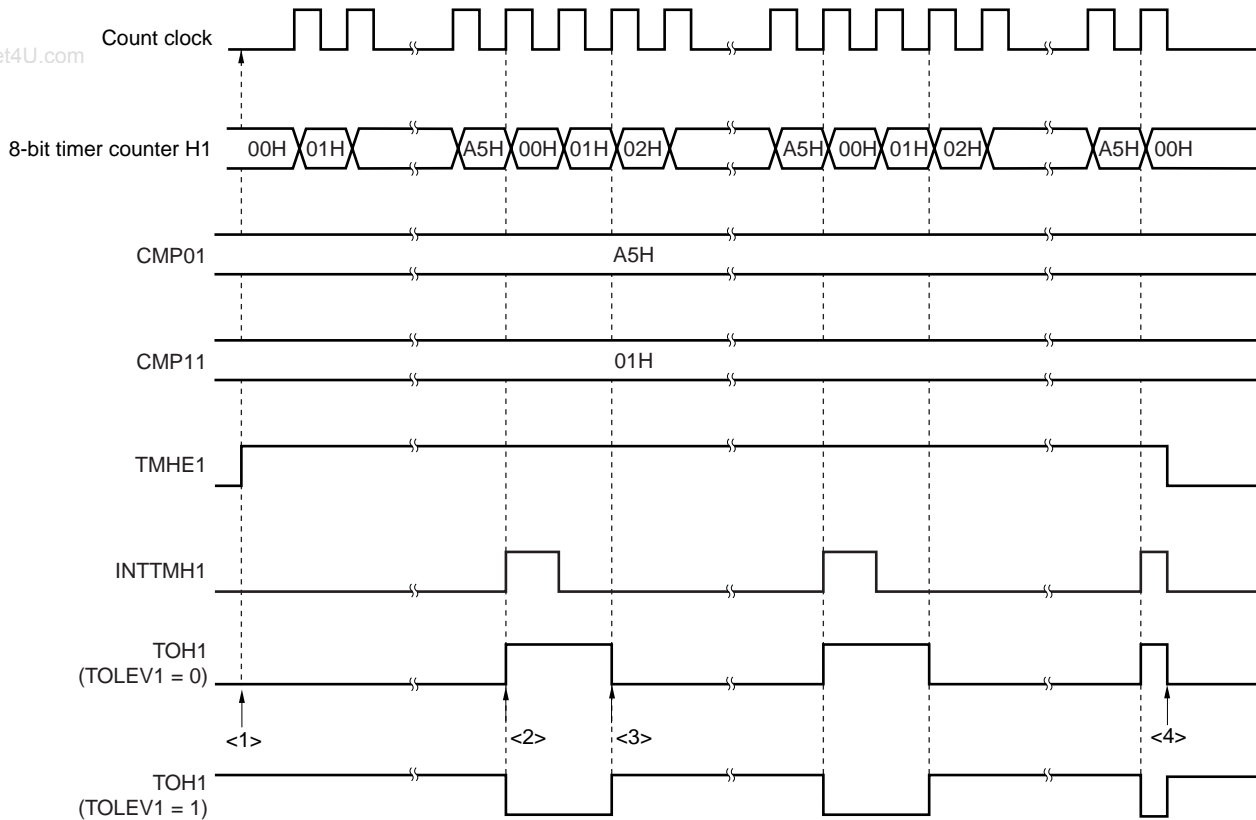 Count clock
et4U.com
8-bit timer counter H1
00H 01H A5H 00H 01H 02H A5H 00H 01H 02H A5H 00H
CMP01
A5H
CMP11
01H
TMHE1
INTTMH1
TOH1
(TOLEV1 = 0)
<1> <2> <3> <4>
TOH1
(TOLEV1 = 1)